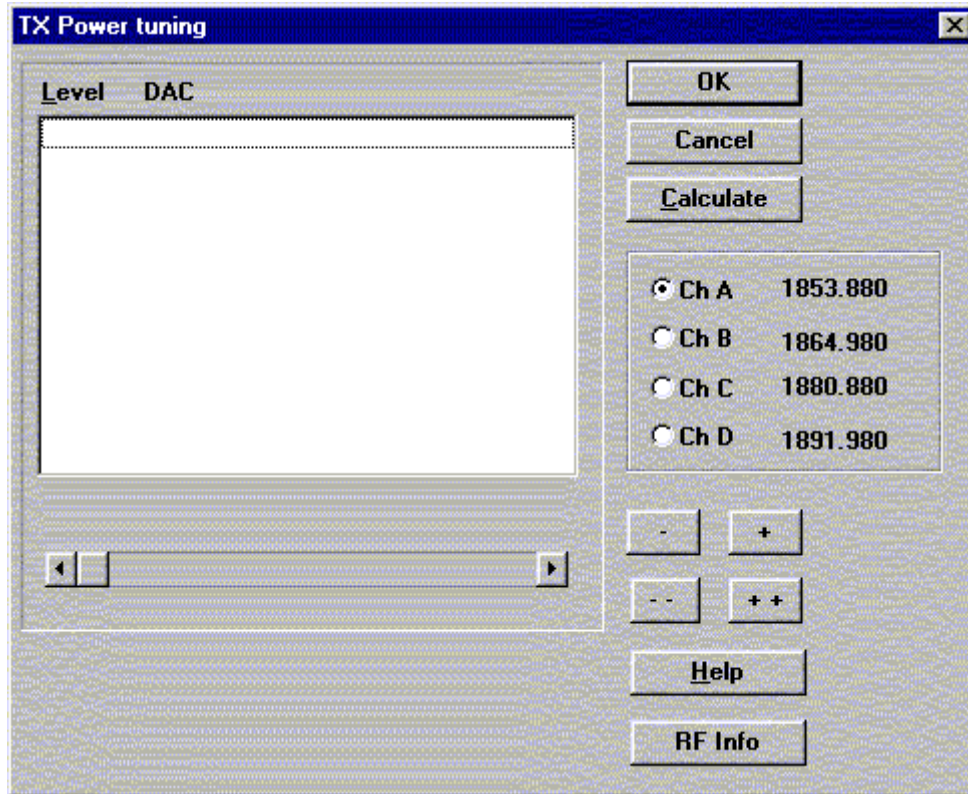 TX Power tuning
Level DAC
OK
Cancel
Calculate
Ch A 1853.880
Ch B 1864.980
Ch C 1880.880
Ch D 1891.980
- +
- - + +
Help
RF Info